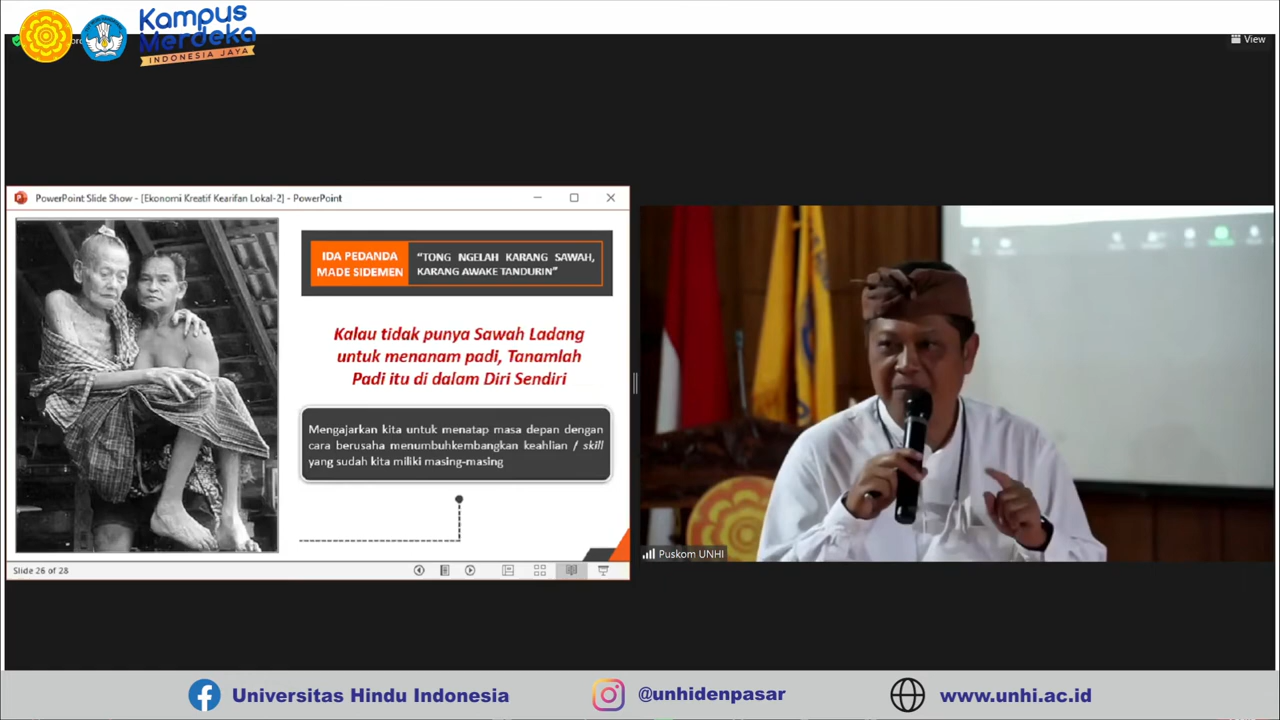 Kampus
Merdeka
INDONESIA JAYA
View
PowerPoint Slide Show - [Ekonomi Kreatif Kearifan Lokal-2] - PowerPoint
IDA PEDANDA
MADE SIDEMEN
“TONG NGELAH KARANG SAWAH,
KARANG AWAKE TANDURIN”
Kalau tidak punya Sawah Ladang
untuk menanam padi, Tanamlah
Padi itu di dalam Diri Sendiri
Mengajarkan kita untuk menatap masa depan dengan
cara berusaha menumbuhkembangkan keahlian / skill
yang sudah kita miliki masing-masing
Slide 26 of 28
Puskom UNHI
Universitas Hindu Indonesia
@unhidenpasar
www.unhi.ac.id